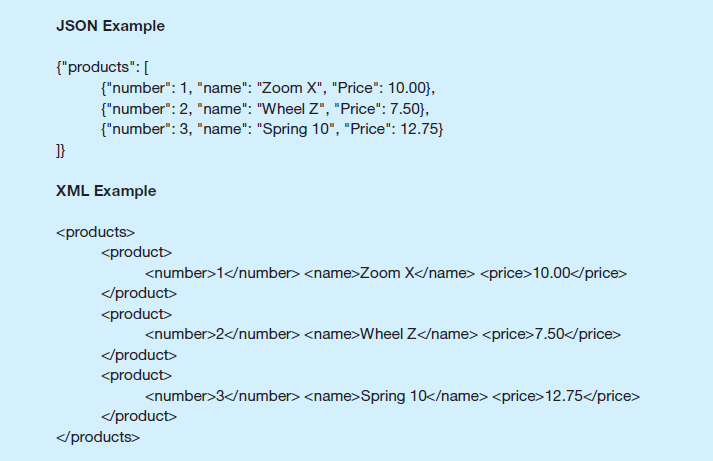 JSON Example
{"products": [
{"number": 1, "name": "Zoom X", "Price": 10.00},
{"number": 2, "name": "Wheel Z", "Price": 7.50},
{"number": 3, "name": "Spring 10", "Price": 12.75}
]}
XML Example
<products>
<product>
<number>1</number> <name>Zoom X</name> <price>10.00</price>
</product>
<product>
<number>2</number> <name>Wheel Z</name> <price>7.50</price>
</product>
<product>
<number>3</number> <name>Spring 10</name> <price>12.75</price>
</product>
</products>